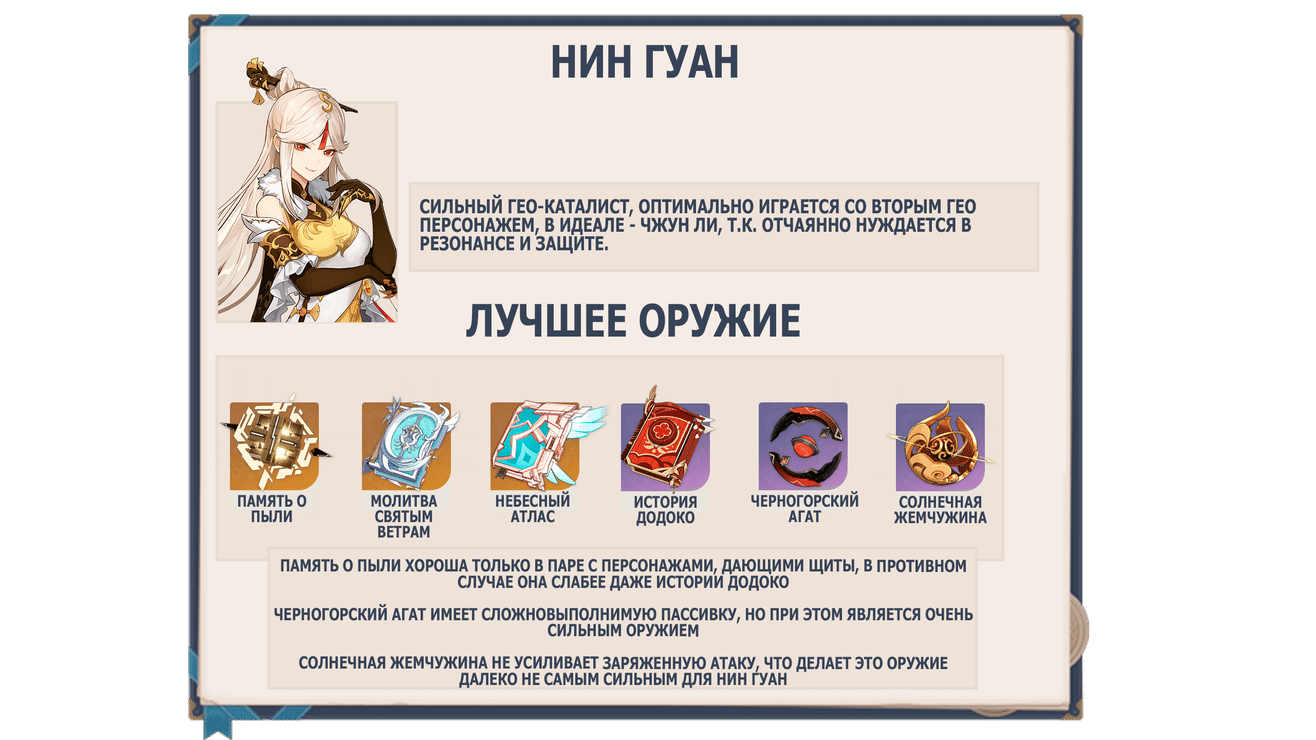 НИН ГУАН
СИЛЬНЫЙ ГЕО-КАТАЛИСТ, ОПТИМАЛЬНО ИГРАЕТСЯ СО ВТОРЫМ ГЕО
ПЕРСОНАЖЕМ, В ИДЕАЛЕ - ЧЖУН ЛИ, Т.К. ОТЧАЯННО НУЖДАЕТСЯ В
РЕЗОНАНСЕ И ЗАЩИТЕ.
ЛУЧШЕЕ ОРУЖИЕ
ПАМЯТЬ О
ПЫЛИ
МОЛИТВА
СВЯТЫМ
ВЕТРАМ
НЕБЕСНЫЙ
АТЛАС
ИСТОРИЯ
ДОДОКО
ЧЕРНОГОРСКИЙ
АГАТ
СОЛНЕЧНАЯ
ЖЕМЧУЖИНА
ПАМЯТЬ О ПЫЛИ ХОРОША ТОЛЬКО В ПАРЕ С ПЕРСОНАЖАМИ, ДАЮЩИМИ ЩИТЫ, В ПРОТИВНОМ
СЛУЧАЕ ОНА СЛАБЕЕ ДАЖЕ ИСТОРИИ ДОДОКО
ЧЕРНОГОРСКИЙ АГАТ ИМЕЕТ СЛОЖНОВЫПОЛНИМУЮ ПАССИВКУ, НО ПРИ ЭТОМ ЯВЛЯЕТСЯ ОЧЕНЬ
СИЛЬНЫМ ОРУЖИЕМ
СОЛНЕЧНАЯ ЖЕМЧУЖИНА НЕ УСИЛИВАЕТ ЗАРЯЖЕННУЮ АТАКУ, ЧТО ДЕЛАЕТ ЭТО ОРУЖИЕ
ДАЛЕКО НЕ САМЫМ СИЛЬНЫМ ДЛЯ НИН ГУАН